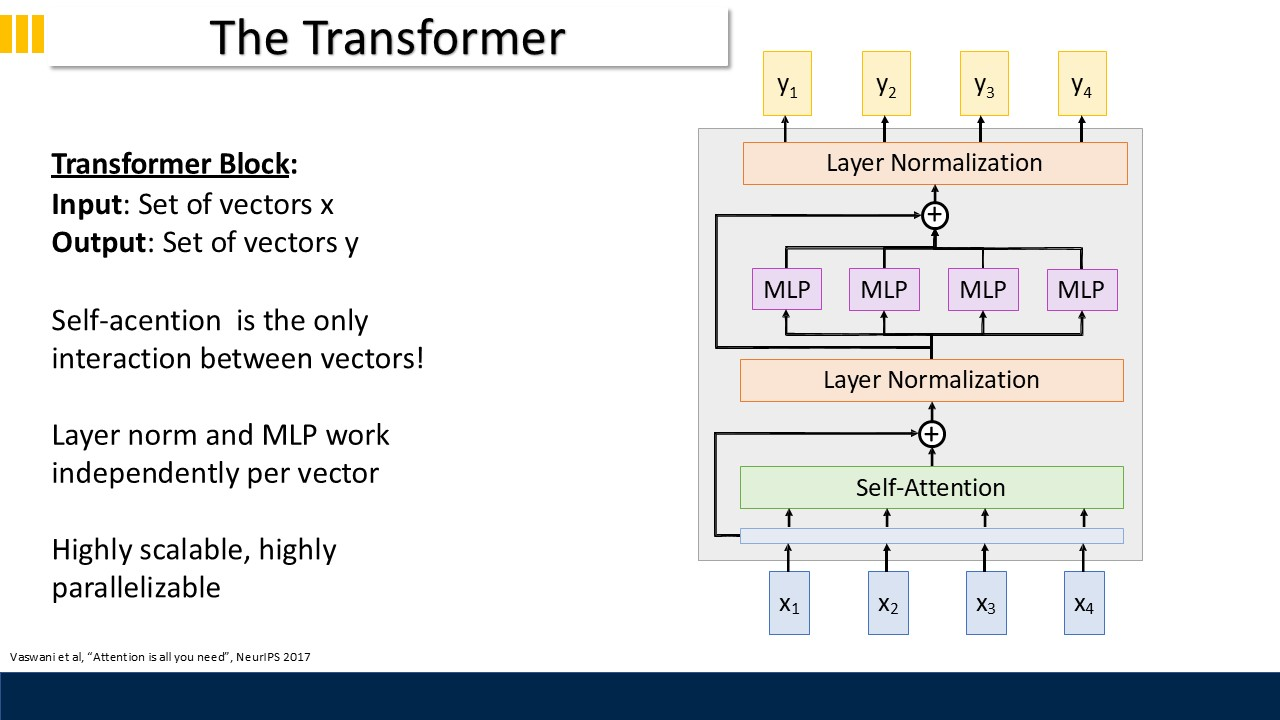 The Transformer
Transformer Block:
Input: Set of vectors x
Output: Set of vectors y
Self-acention  is the only
interaction between vectors!
Layer norm and MLP work
independently per vector
Highly scalable, highly
parallelizable
Vaswani et al, “Attention is all you need”, NeurIPS 2017
y1 y2 y3 y4
Layer Normalization
+
MLP MLP MLP MLP
Layer Normalization
+
Self-Attention
x1 x2 x3 x4